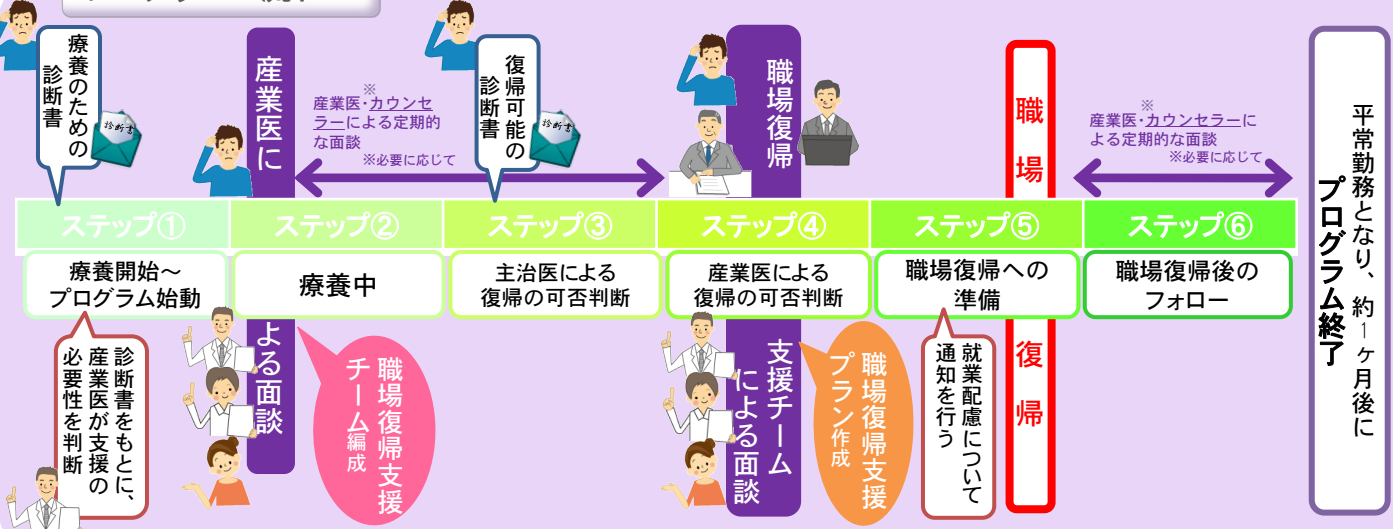 療養のための
診断書
診断書
産業医に
よる面談
※
産業医・カウンセ
ラーによる定期的
な面談
※必要に応じて
復帰可能の
診断書
診断書
職場復帰
支援チーム
による面談
職場
復帰
※
産業医・カウンセラーに
よる定期的な面談
※必要に応じて
平常勤務となり、約1ヶ月後に
プログラム終了
ステップ①
ステップ②
ステップ③
ステップ④
ステップ⑤
ステップ⑥
療養開始～
プログラム始動
療養中
主治医による
復帰の可否判断
産業医による
復帰の可否判断
職場復帰への
準備
職場復帰後の
フォロー
診断書をもとに、
産業医が支援の
必要性を判断
職場復帰支援
チーム編成
職場復帰支援
プラン作成
就業配慮について
通知を行う